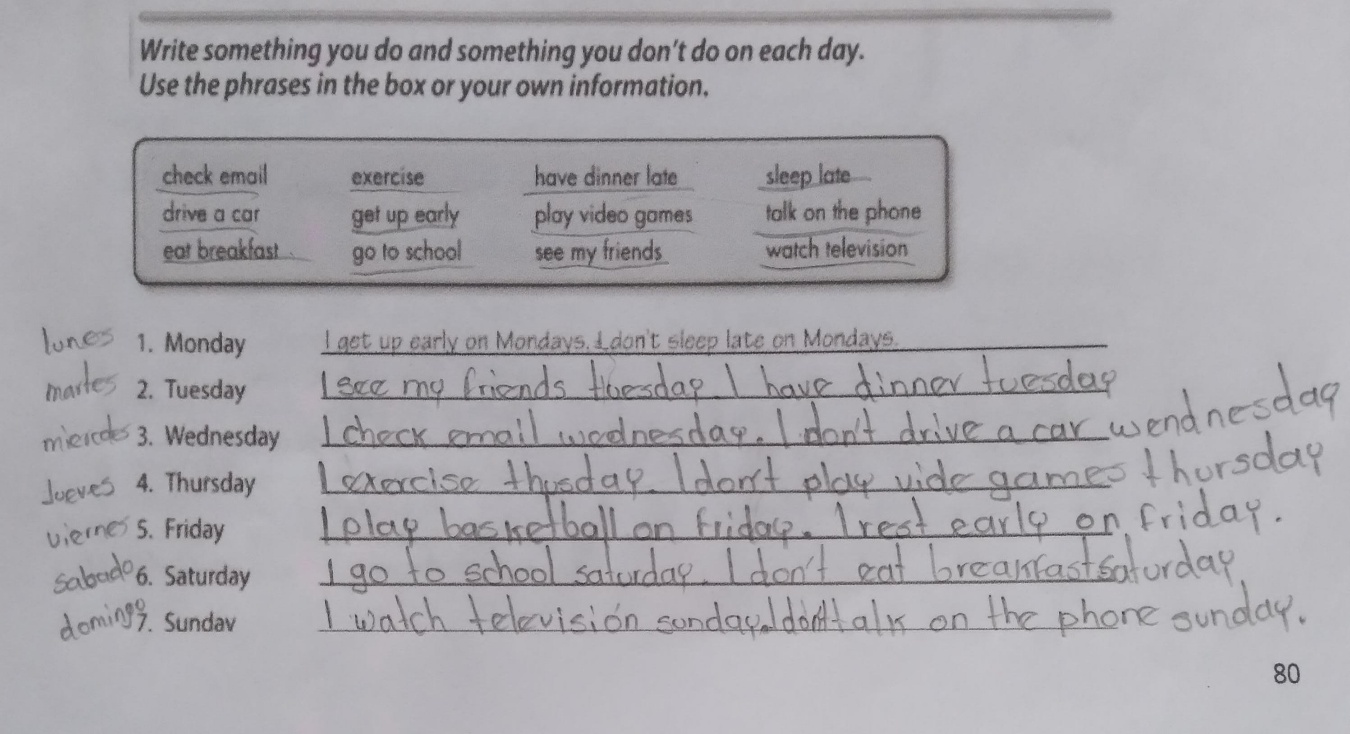 Write something you do and something you don't do on each day.
Use the phrases in the box or your own information.
check email exercise have dinner late sleep late
drive a car get up early play video games talk on the phone
eat breakfast go to school see my friends watch television
lunes 1. Monday I get up early on Mondays. I don't sleep late on Mondays.
martes 2. Tuesday I see my friends tuesday. I have dinner tuesday
miercoles 3. Wednesday I check email wednesday. I don't drive a car wendnesday
Jueves 4. Thursday I exercise thusday. I don't play vide games thursday
viernes 5. Friday I play basketball on friday. I rest early on friday.
sabado 6. Saturday I go to school saturday. I don't eat breakfast saturday
domingo 7. Sunday I watch televisión sunday. I don't talk on the phone sunday.
80